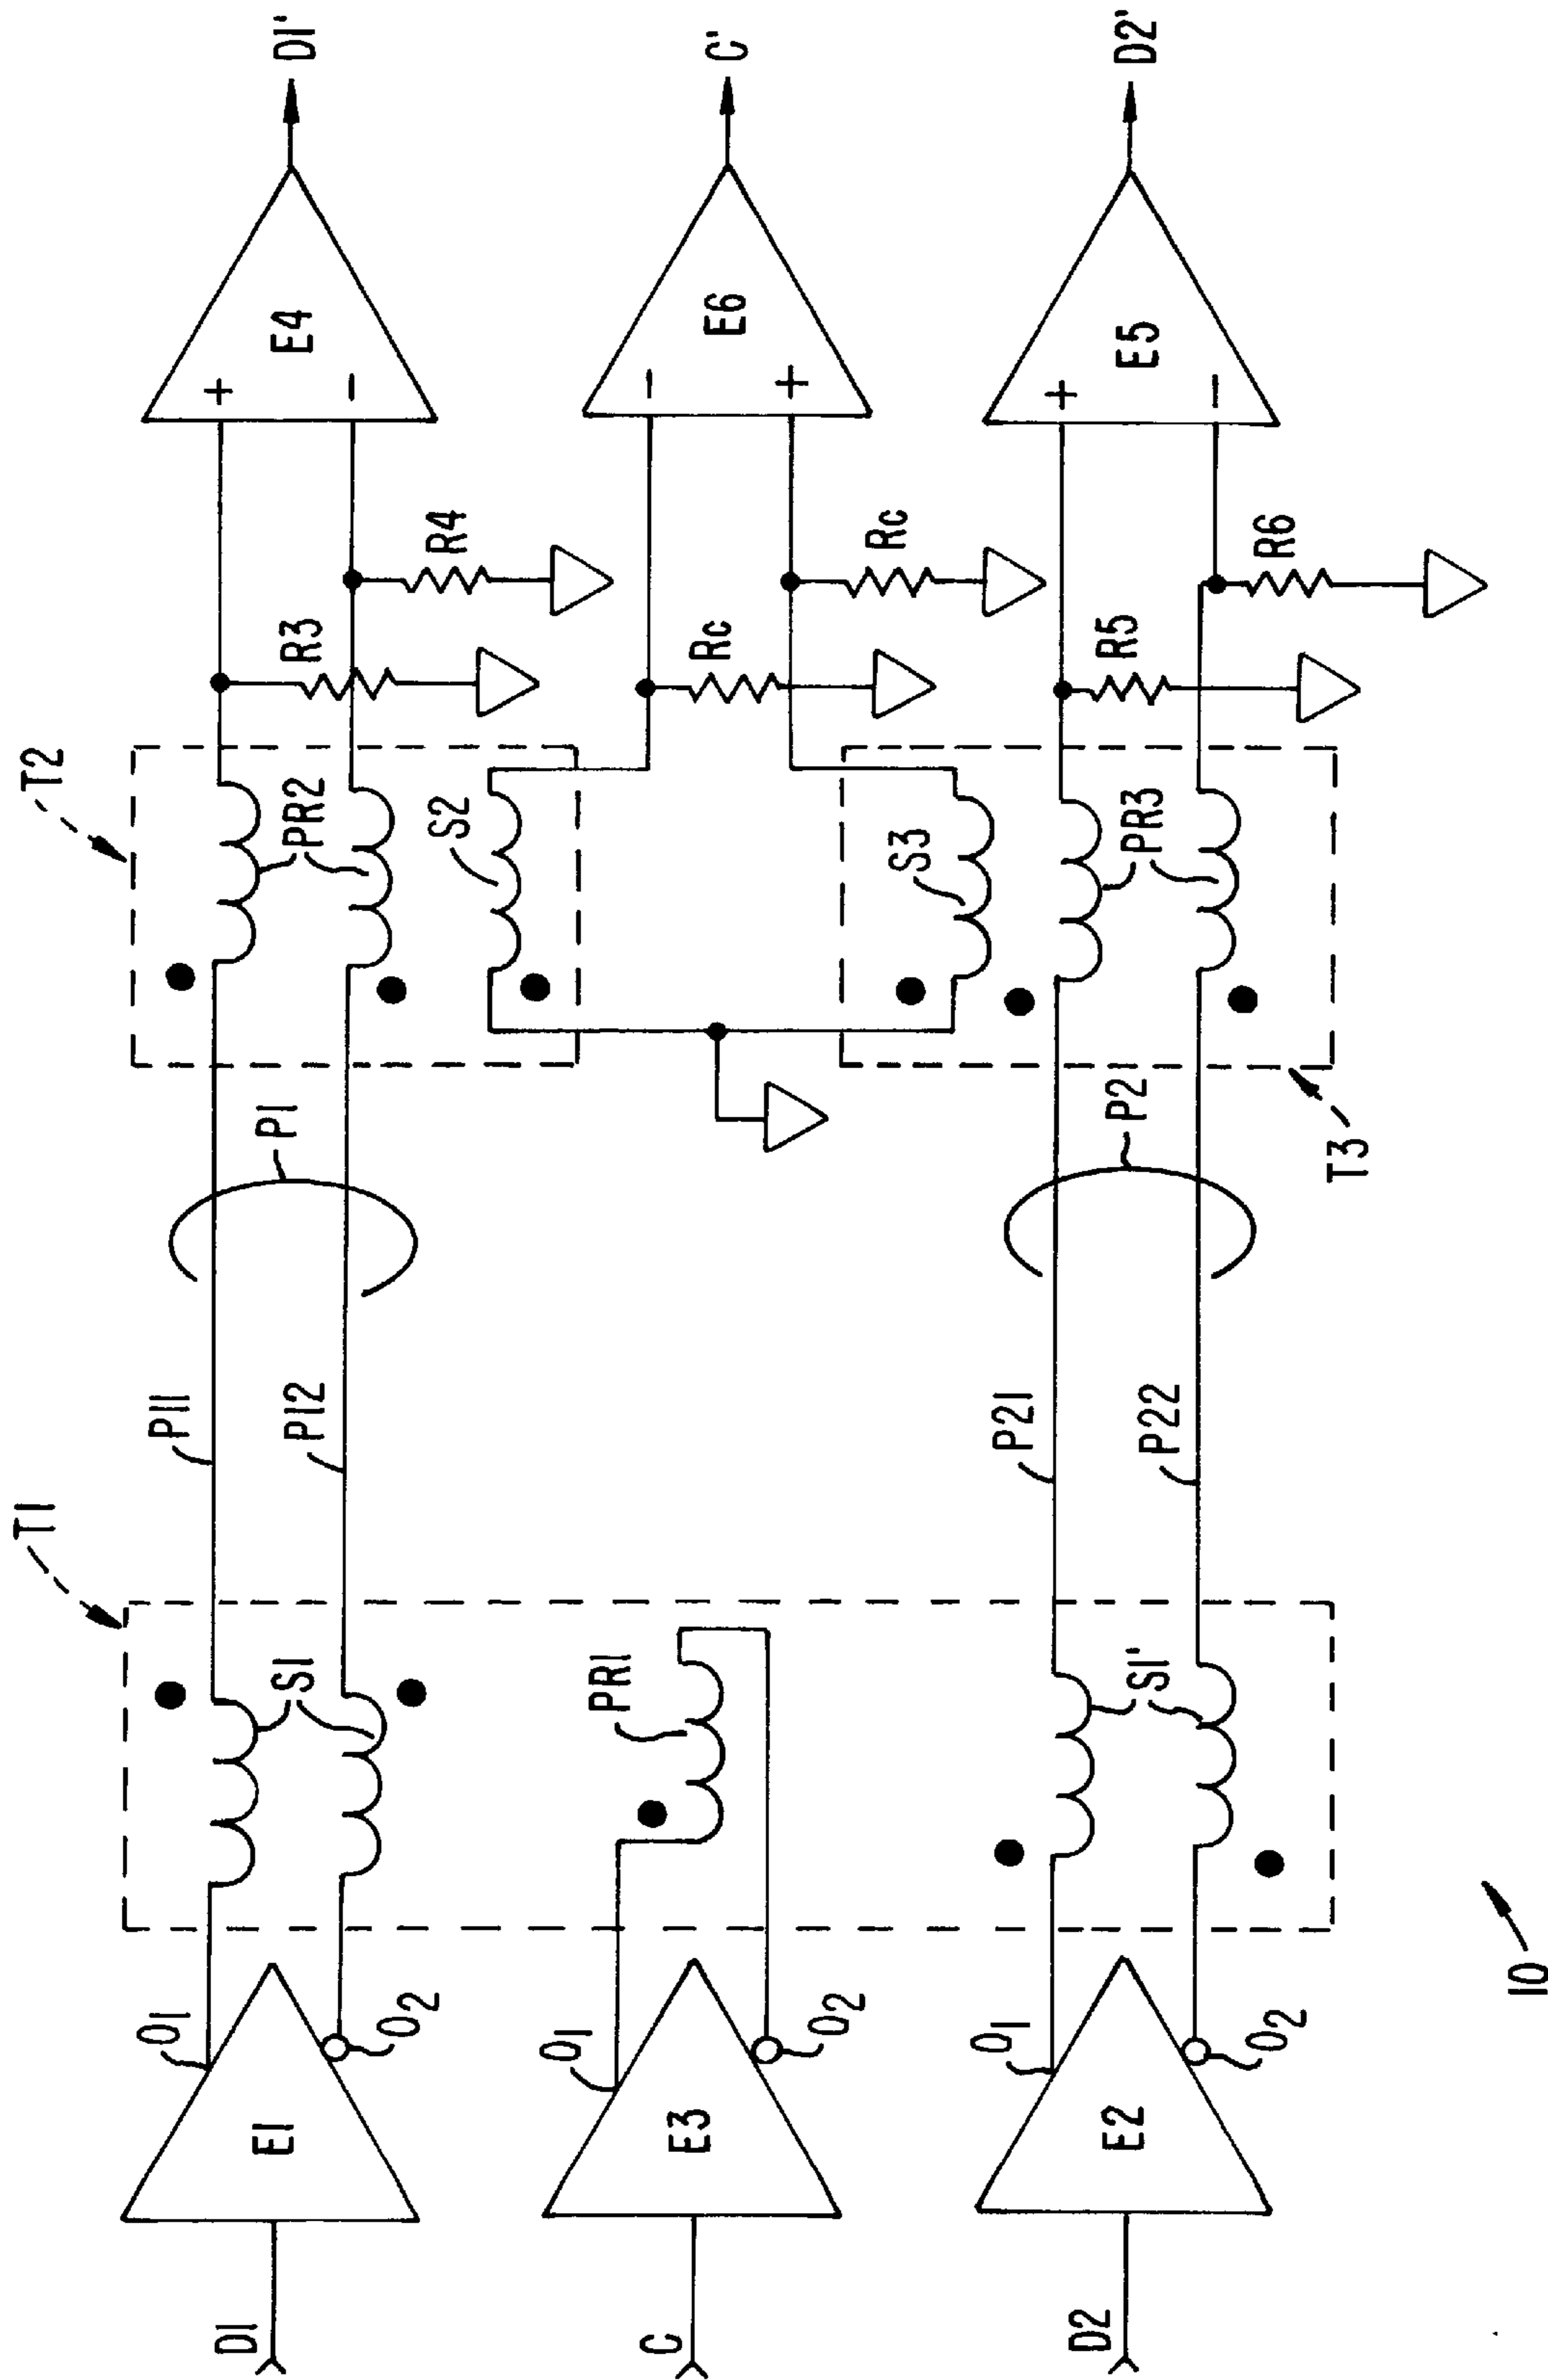 D1
E1
O1
O2
T1
S1
P11
P12
P1
T2
PR2
S2
R3
R4
+
−
E4
D1'
C
E3
O1
O2
PR1
Rc
Rc
−
+
E6
C'
D2
E2
O1
O2
S1'
P21
P22
P2
T3
S3
PR3
R5
R6
+
−
E5
D2'
10